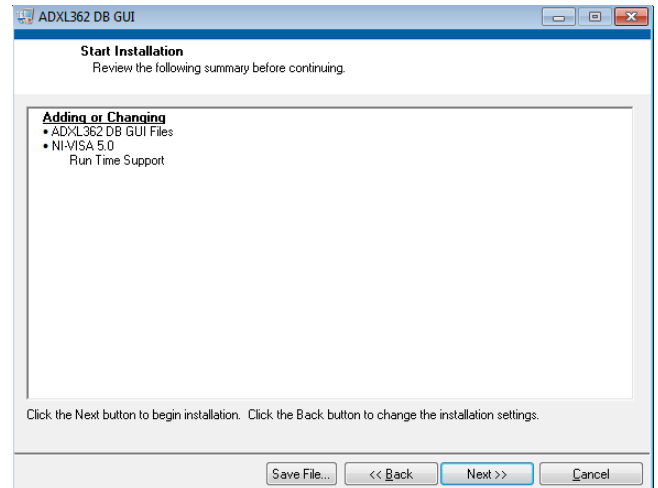 ADXL362 DB GUI
Start Installation
Review the following summary before continuing.
Adding or Changing
• ADXL362 DB GUI Files
• NI-VISA 5.0
Run Time Support
Click the Next button to begin installation. Click the Back button to change the installation settings.
Save File... << Back Next >> Cancel